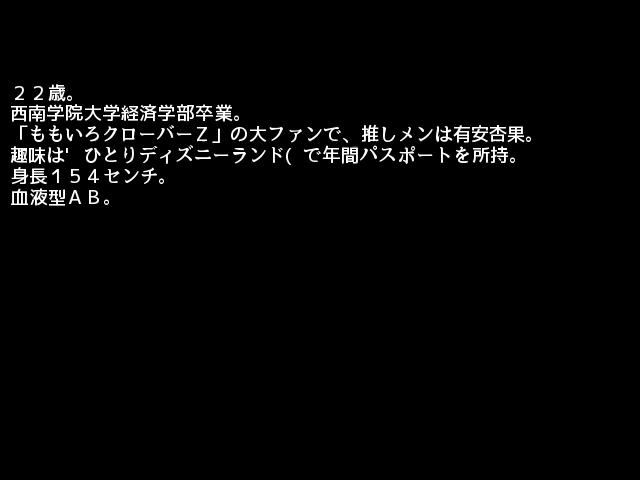 ２２歳。
西南学院大学経済学部卒業。
「ももいろクローバーＺ」の大ファンで、推しメンは有安杏果。
趣味は'ひとりディズニーランド(で年間パスポートを所持。
身長１５４センチ。
血液型ＡＢ。